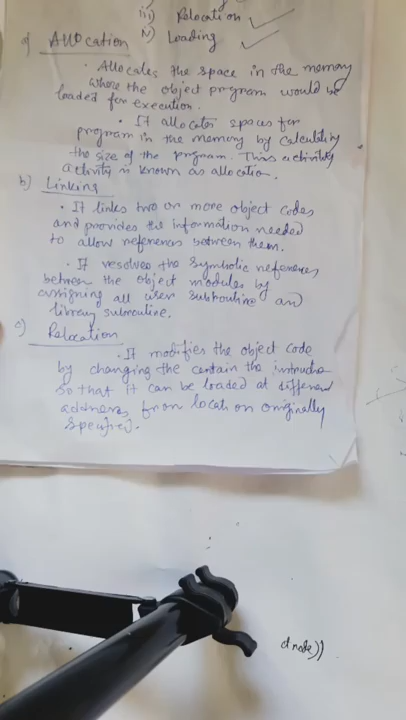 iii) Relocation
iv) Loading
a) Allocation
• Allocates the space in the memory
where the object program would be
loaded for execution.
• It allocates spaces for
program in the memory by calculating
the size of the program. This activity
activity is known as allocation.
b) Linking
• It links two or more object codes
and provides the information needed
to allow references between them.
• It resolves the symbolic references
between the object modules by
assigning all user subroutine and
library subroutine.
c) Relocation
• It modifies the object code
by changing the certain the instructio
so that it can be loaded at different
address, from location originally
specified.